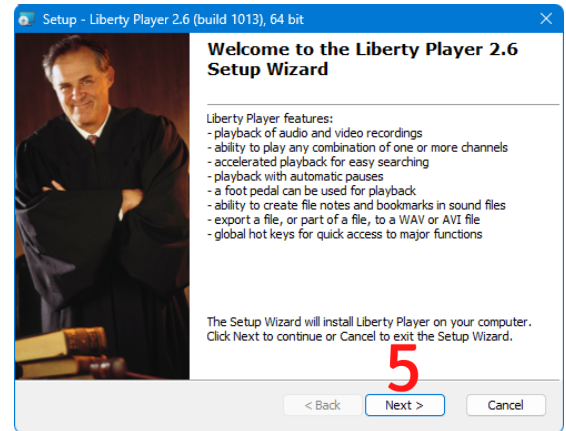 Setup - Liberty Player 2.6 (build 1013), 64 bit
Welcome to the Liberty Player 2.6
Setup Wizard
Liberty Player features:
- playback of audio and video recordings
- ability to play any combination of one or more channels
- accelerated playback for easy searching
- playback with automatic pauses
- a foot pedal can be used for playback
- ability to create file notes and bookmarks in sound files
- export a file, or part of a file, to a WAV or AVI file
- global hot keys for quick access to major functions
The Setup Wizard will install Liberty Player on your computer.
Click Next to continue or Cancel to exit the Setup Wizard.
5
< Back Next > Cancel